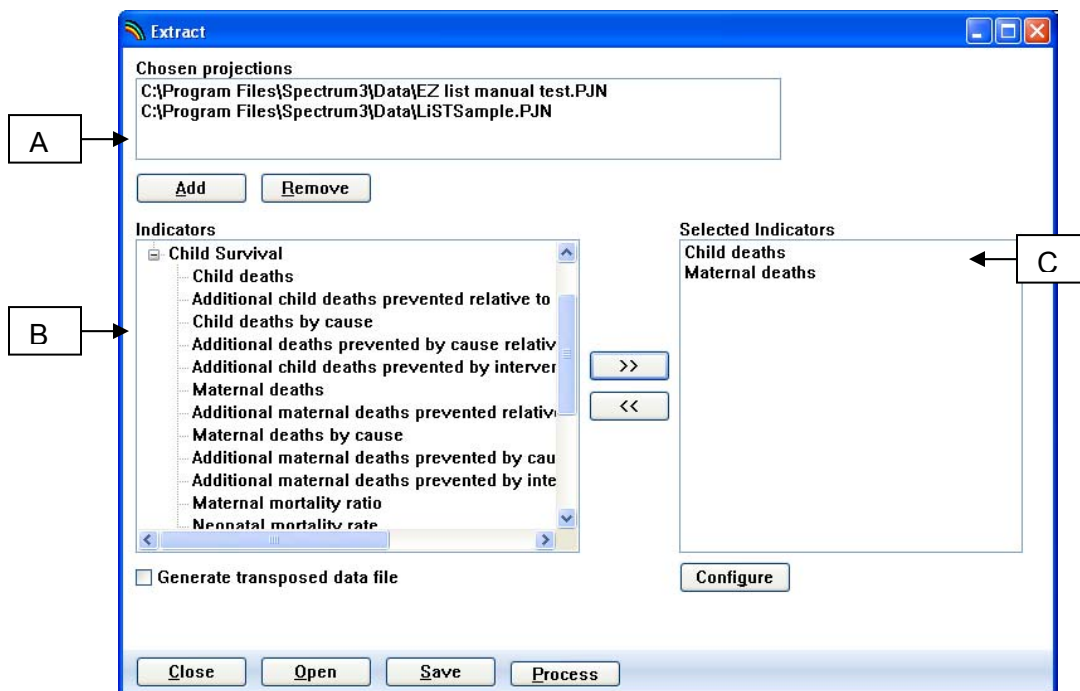 Extract
Chosen projections
C:\Program Files\Spectrum3\Data\EZ list manual test.PJN
C:\Program Files\Spectrum3\Data\LiSTSample.PJN
A
Add Remove
Indicators
Child Survival
Child deaths
Additional child deaths prevented relative to
Child deaths by cause
Additional deaths prevented by cause relativ
Additional child deaths prevented by interver
Maternal deaths
Additional maternal deaths prevented relativ
Maternal deaths by cause
Additional maternal deaths prevented by cau
Additional maternal deaths prevented by inte
Maternal mortality ratio
Neonatal mortality rate
B
>>
<<
Selected Indicators
Child deaths
Maternal deaths
C
Generate transposed data file
Configure
Close Open Save Process